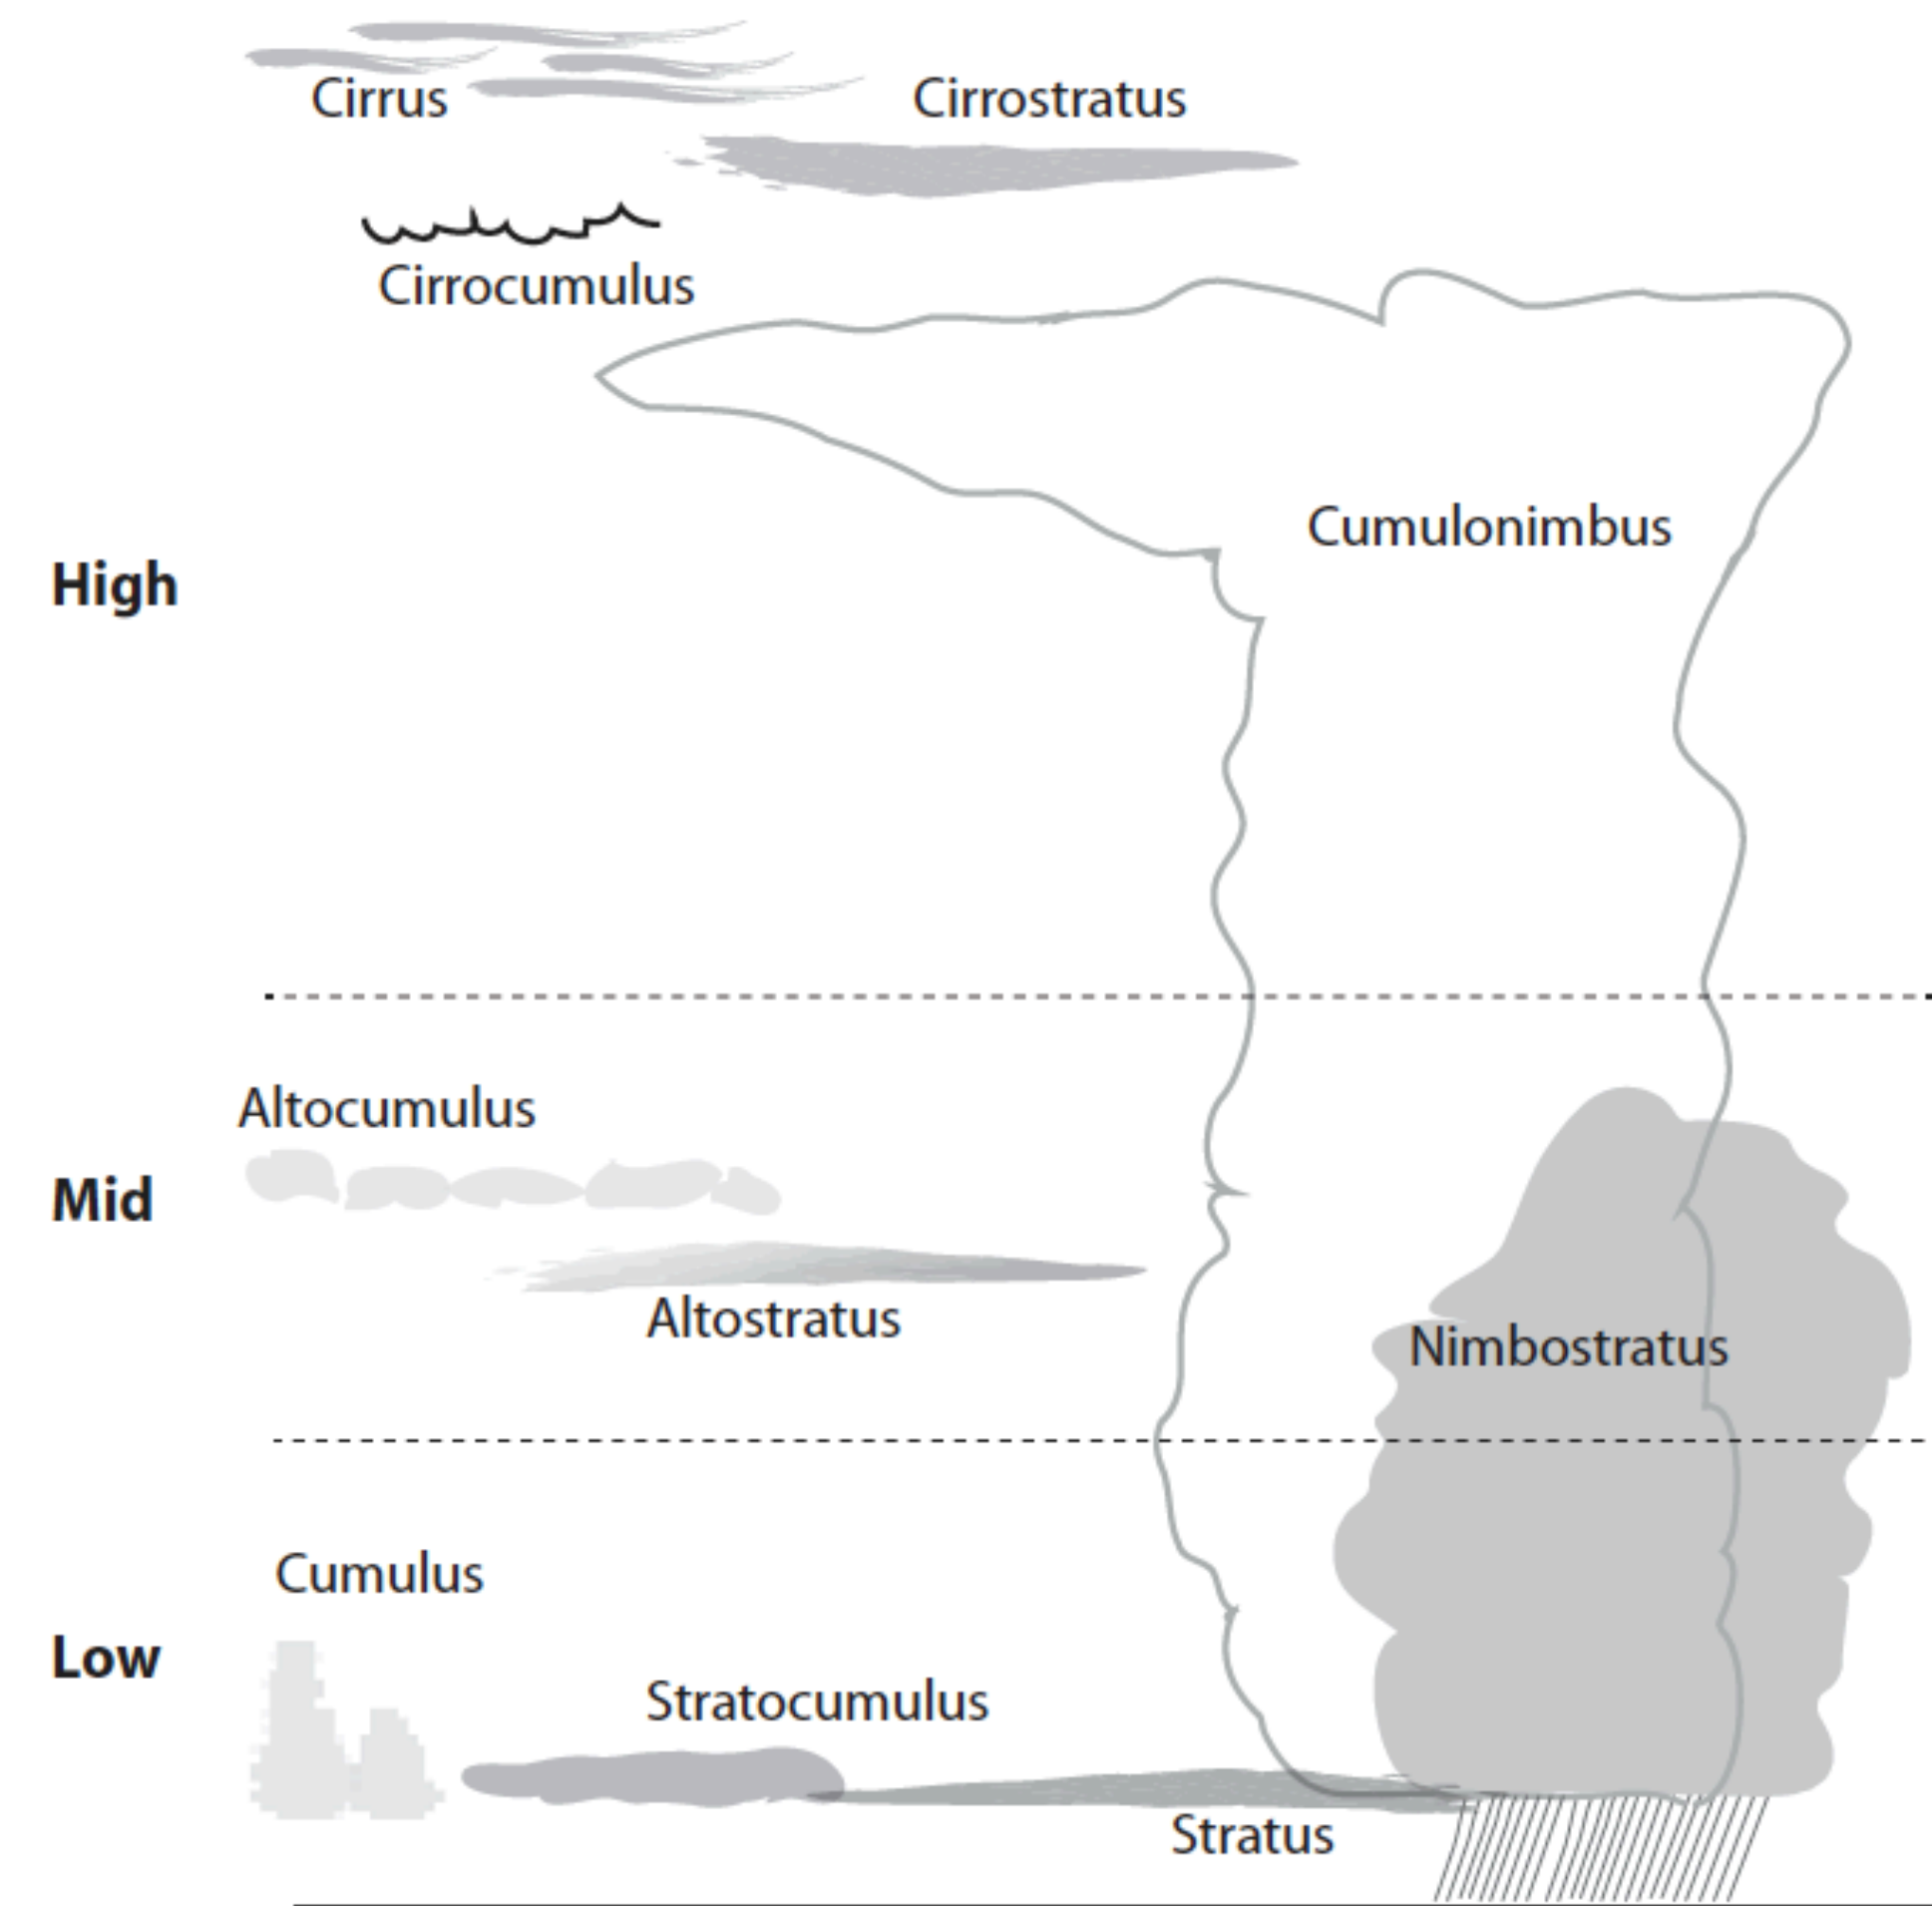 Cirrus
Cirrostratus
Cirrocumulus
Cumulonimbus
High
Altocumulus
Mid
Altostratus
Nimbostratus
Cumulus
Low
Stratocumulus
Stratus